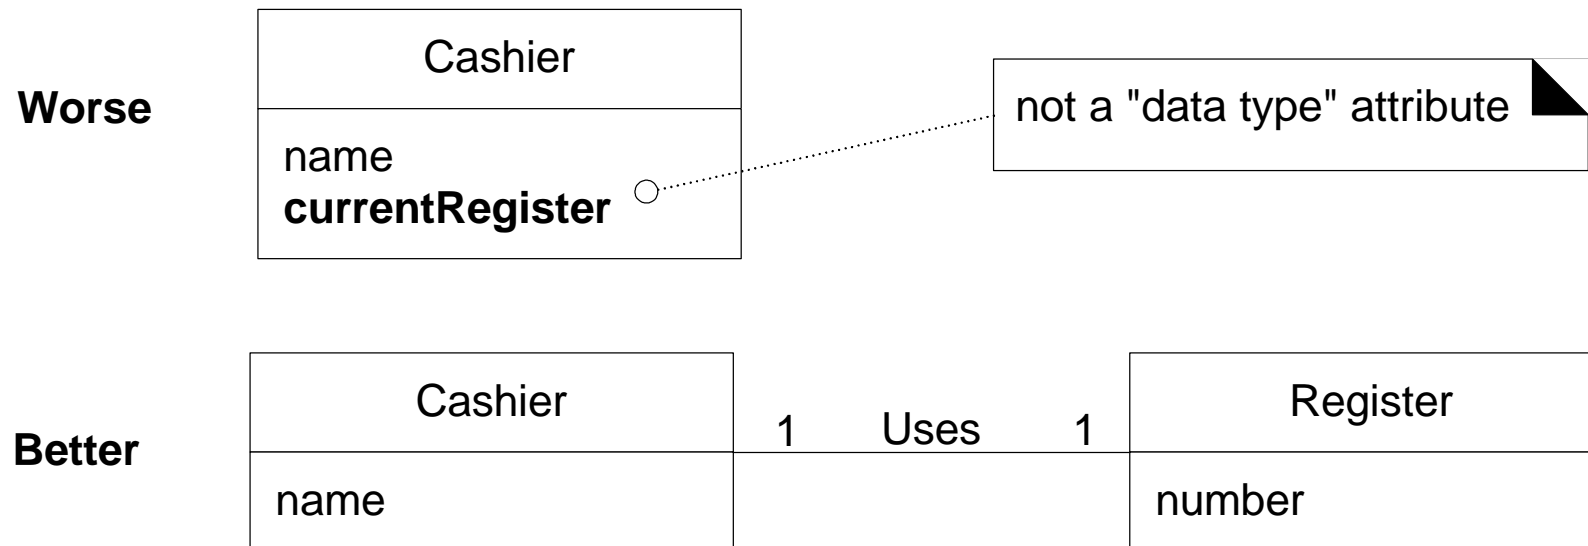 Cashier
Worse
not a "data type" attribute
name
currentRegister
Cashier
Register
1 Uses 1
Better
name
number